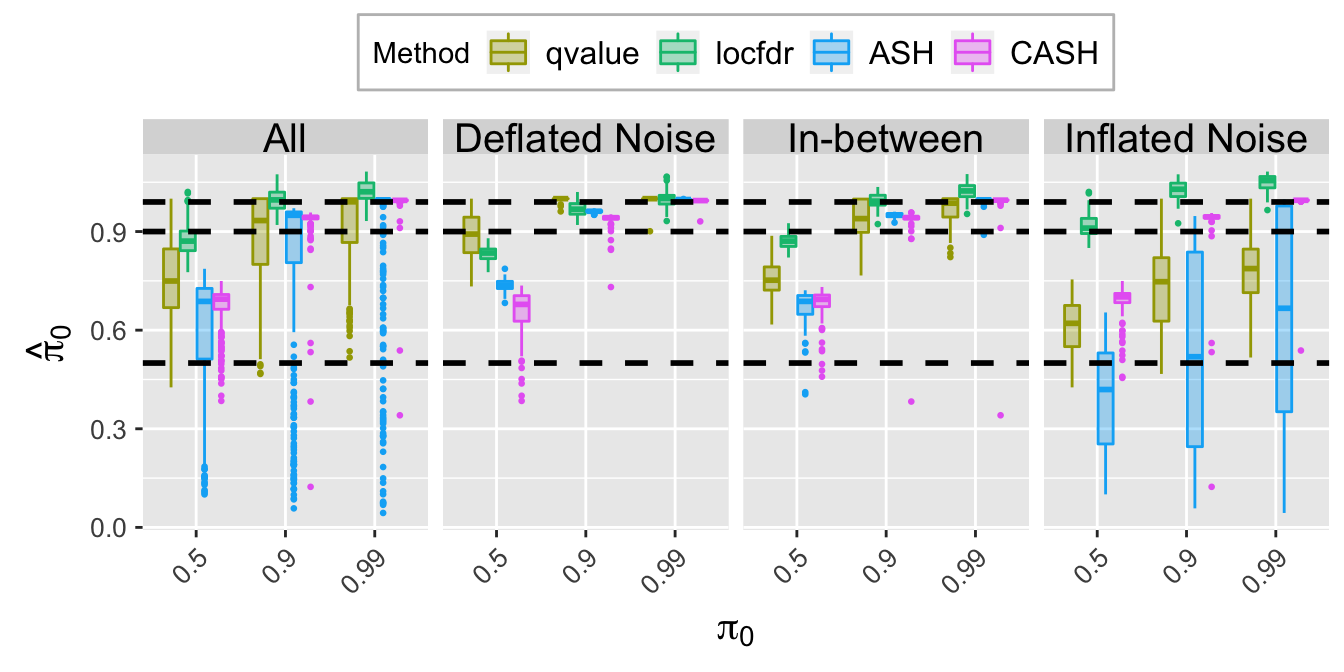 Method qvalue locfdr ASH CASH
All Deflated Noise In-between Inflated Noise
π̂₀
0.9
0.6
0.3
0.0
0.5 0.9 0.99 0.5 0.9 0.99 0.5 0.9 0.99 0.5 0.9 0.99
π₀